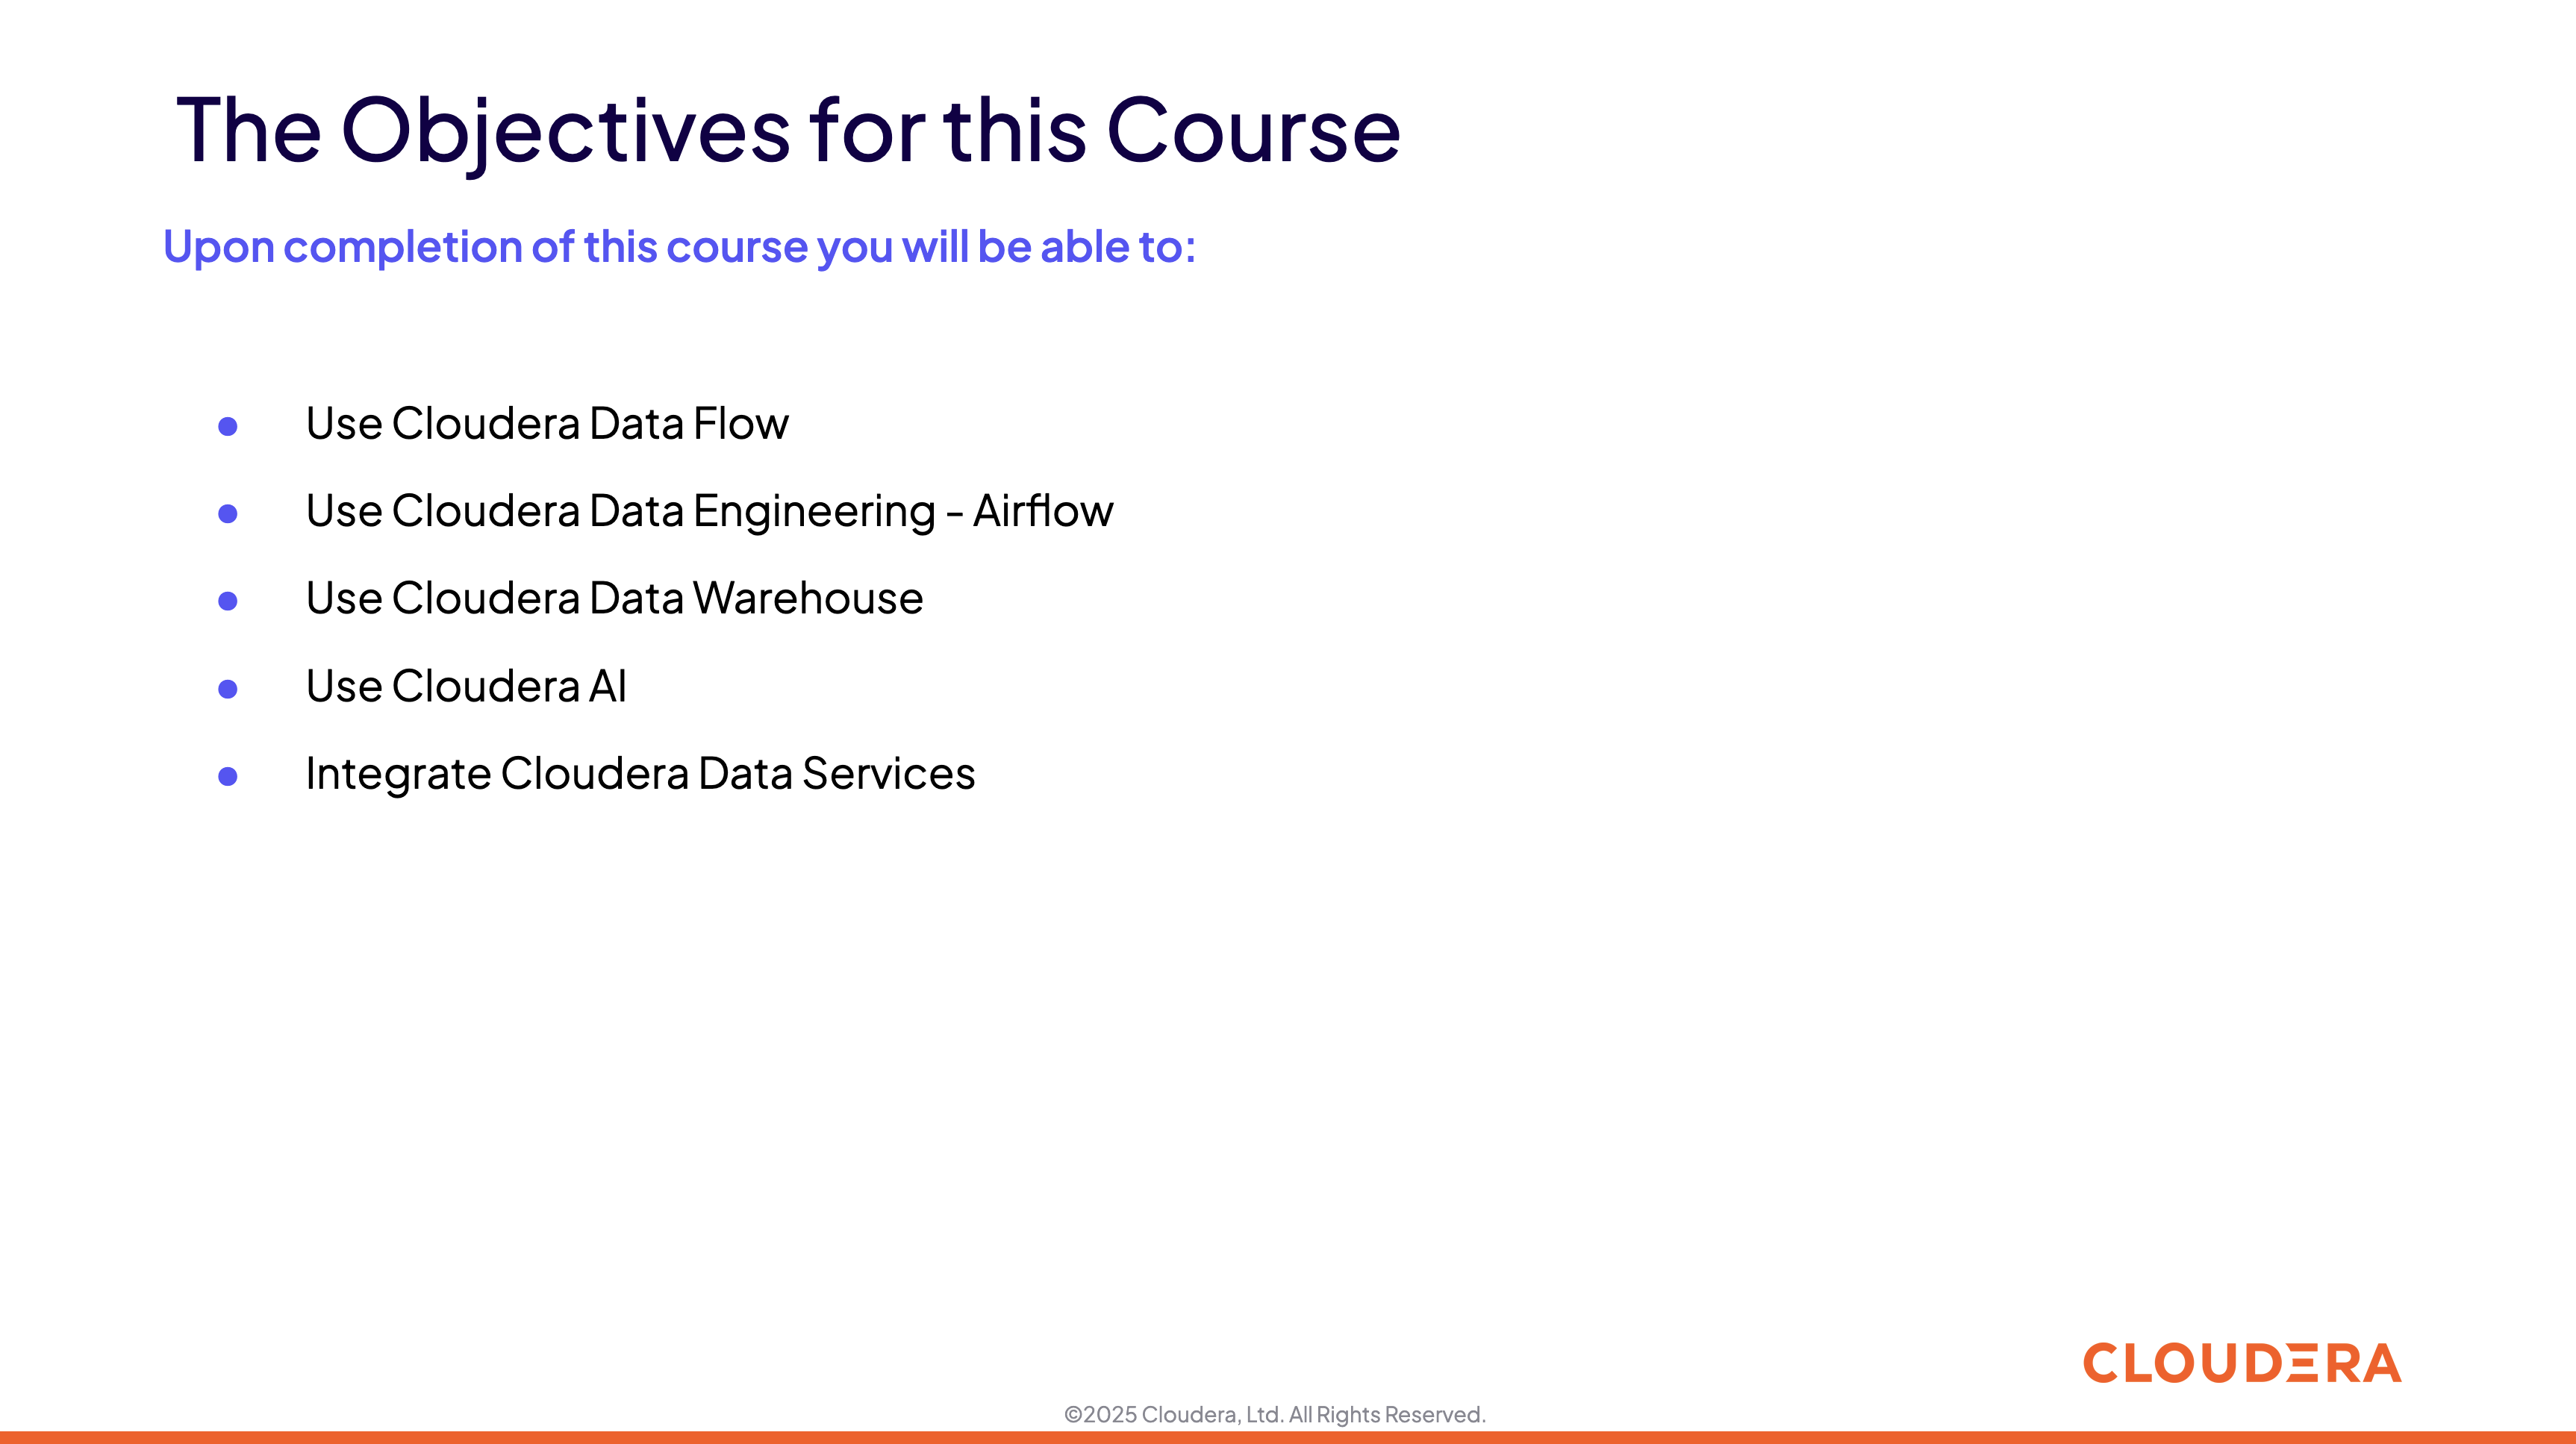 The Objectives for this Course
Upon completion of this course you will be able to:
● Use Cloudera Data Flow
● Use Cloudera Data Engineering - Airflow
● Use Cloudera Data Warehouse
● Use Cloudera AI
● Integrate Cloudera Data Services
CLOUDERA
©2025 Cloudera, Ltd. All Rights Reserved.